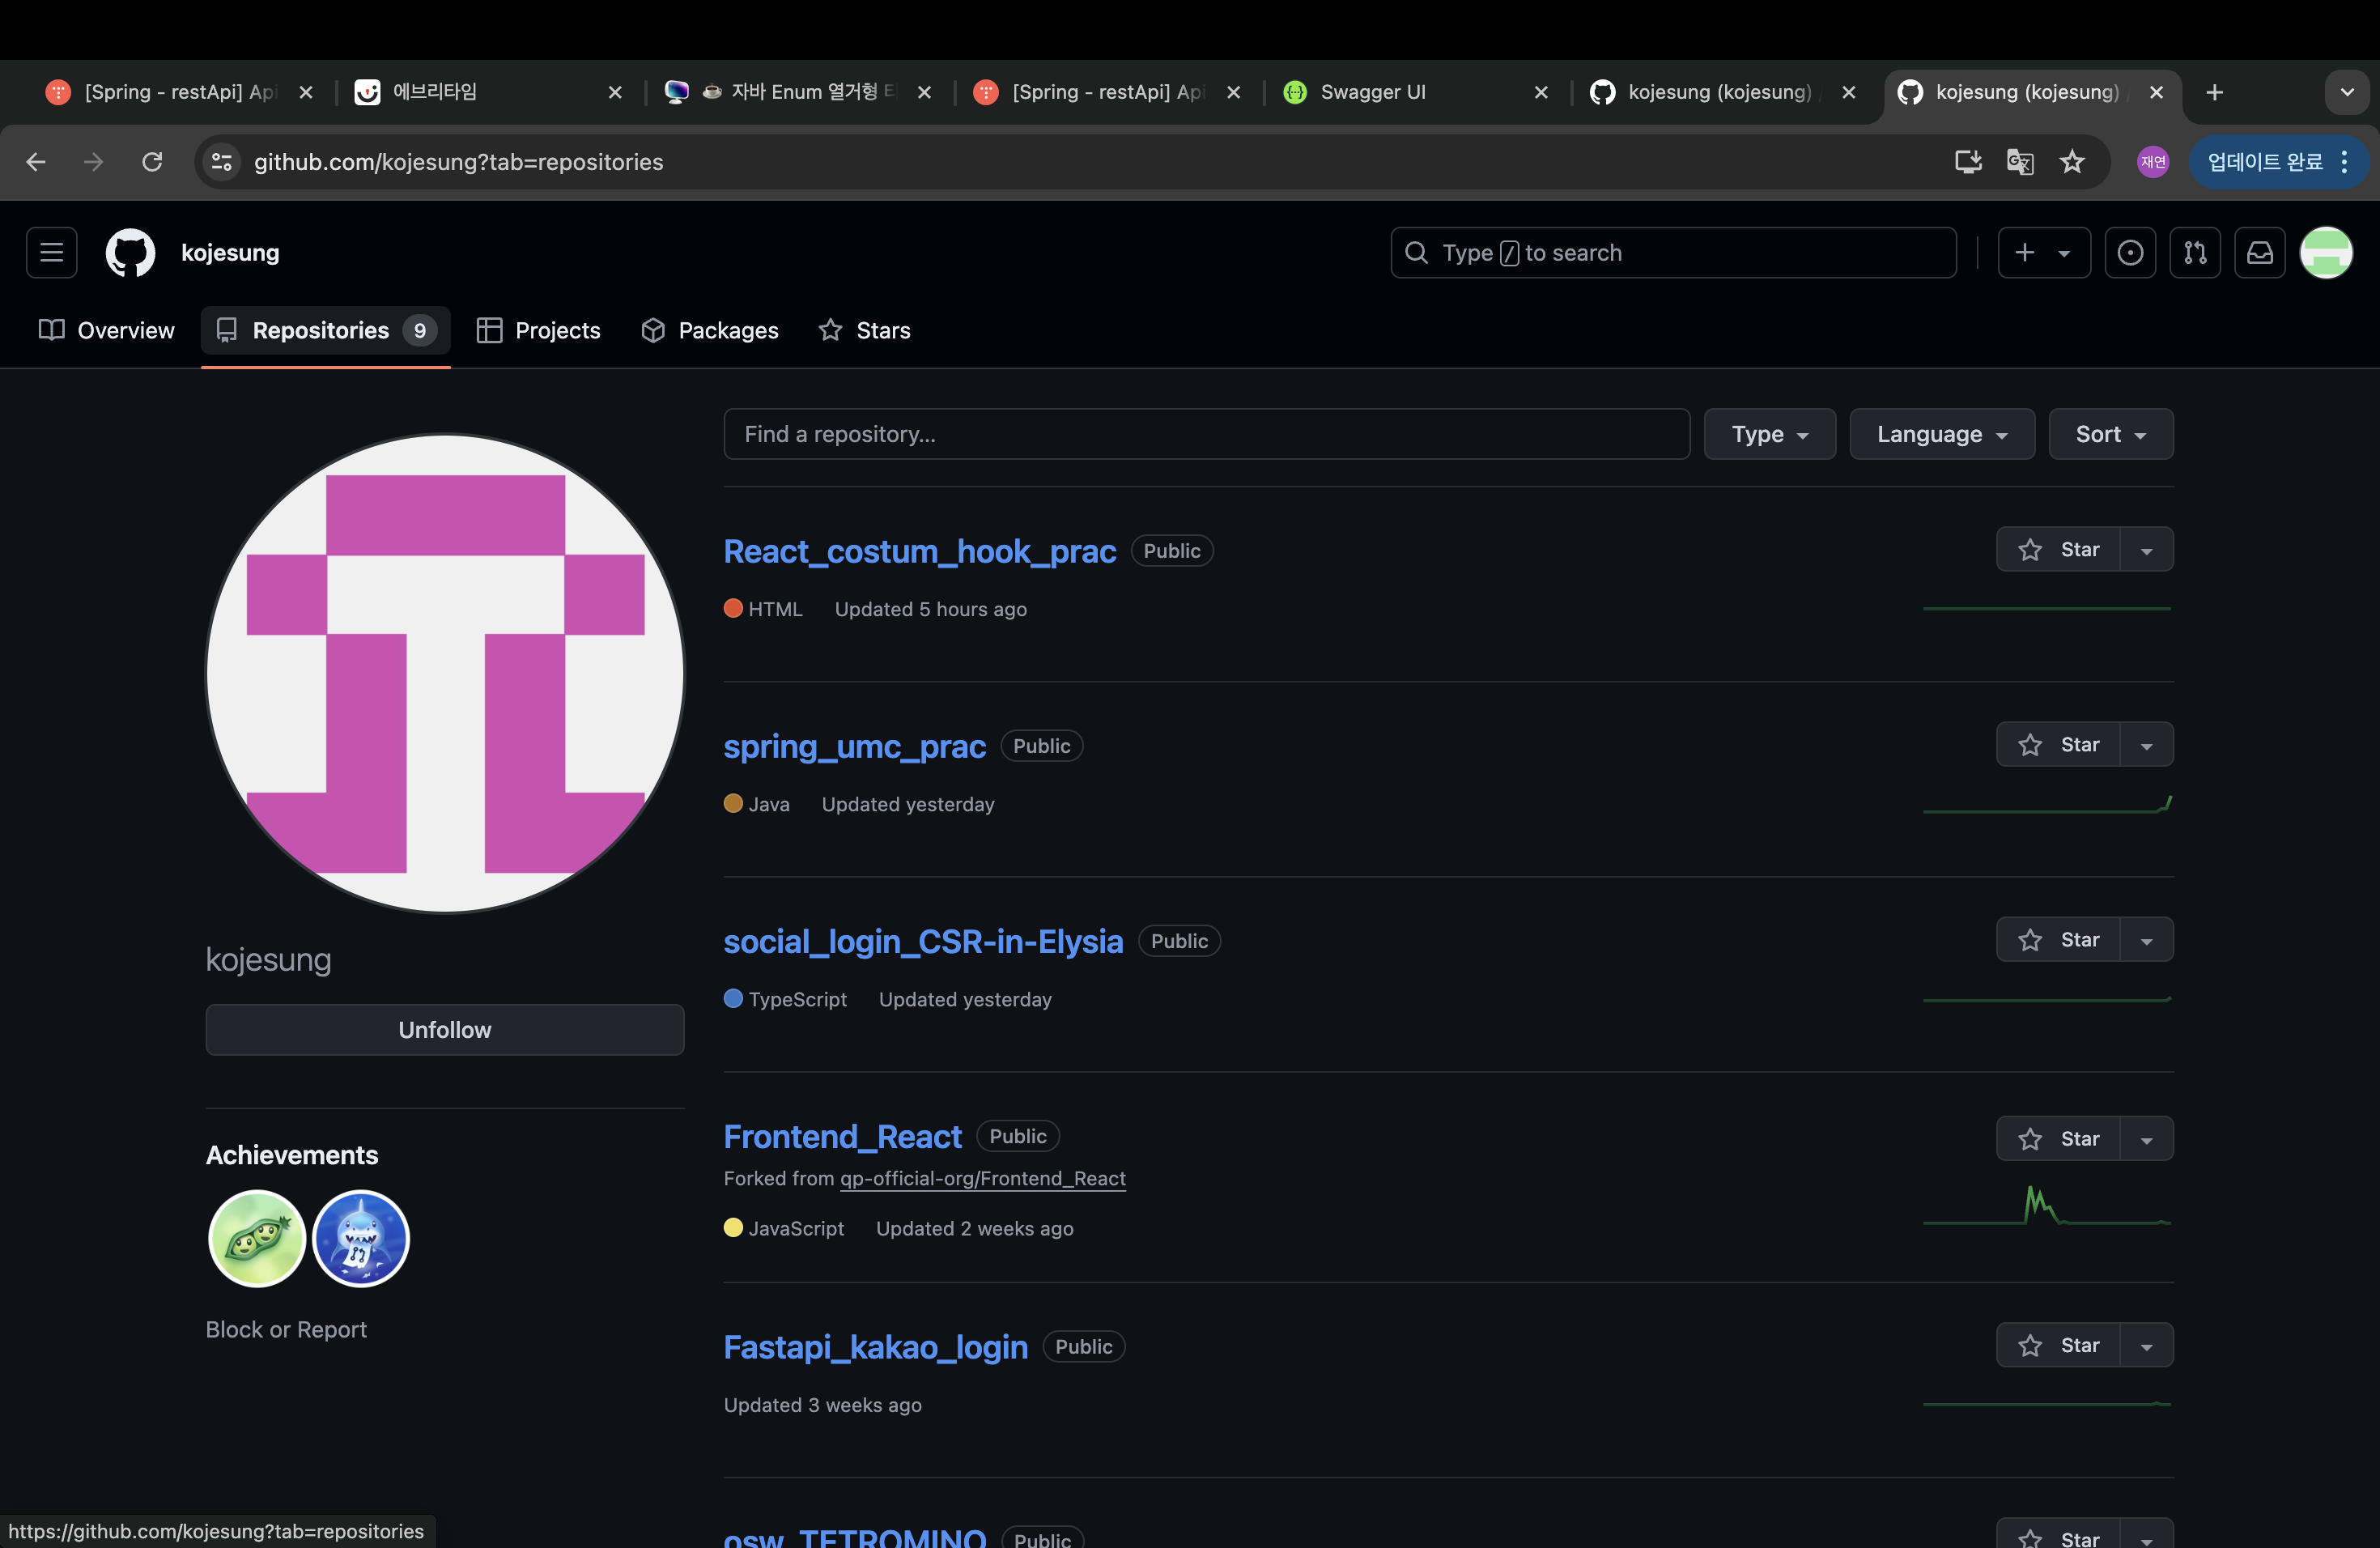 [Spring - restApi] Api
에브리타임
자바 Enum 열거형
[Spring - restApi] Api
Swagger UI
kojesung (kojesung)
kojesung (kojesung)
github.com/kojesung?tab=repositories
재연
업데이트 완료
kojesung
Type / to search
Overview
Repositories 9
Projects
Packages
Stars
Find a repository...
Type
Language
Sort
React_costum_hook_prac Public
Star
HTML Updated 5 hours ago
spring_umc_prac Public
Star
Java Updated yesterday
social_login_CSR-in-Elysia Public
Star
TypeScript Updated yesterday
Frontend_React Public
Star
Forked from qp-official-org/Frontend_React
JavaScript Updated 2 weeks ago
Fastapi_kakao_login Public
Star
Updated 3 weeks ago
osw_TETROMINO Public
Star
kojesung
Unfollow
Achievements
Block or Report
https://github.com/kojesung?tab=repositories